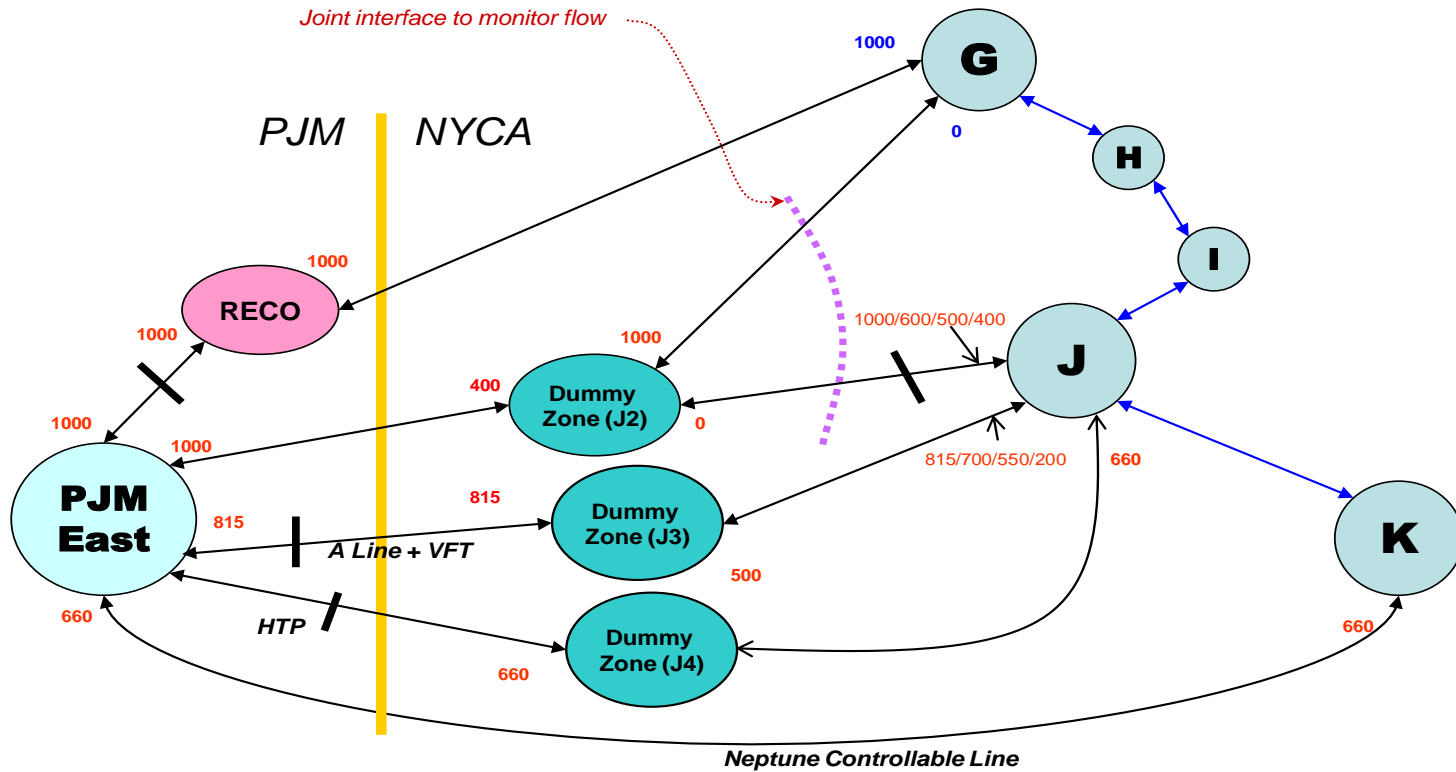 Joint interface to monitor flow
1000
G
PJM
NYCA
0
H
I
1000
RECO
1000
1000/600/500/400
1000
J
400
Dummy
Zone (J2)
0
1000
1000
815/700/550/200
660
PJM
East
815
815
Dummy
Zone (J3)
K
A Line + VFT
500
660
HTP
Dummy
Zone (J4)
660
660
Neptune Controllable Line